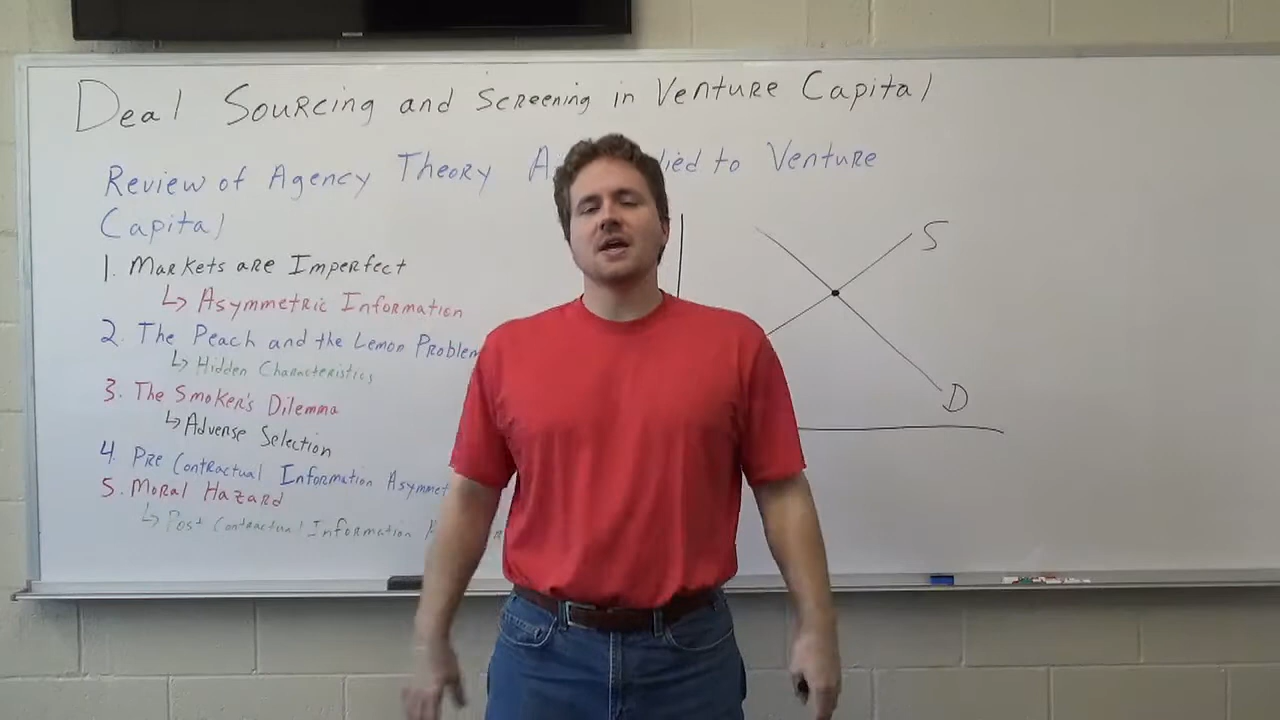 Deal Sourcing and Screening in Venture Capital
Review of Agency Theory A lied to Venture
Capital
1. Markets are Imperfect
↳ Asymmetric Information
2. The Peach and the Lemon Problem
↳ Hidden Characteristics
3. The Smoker's Dilemma
↳ Adverse Selection
4. Pre Contractual Information Asymmet
5. Moral Hazard
↳ Post Contractual Information
S
D